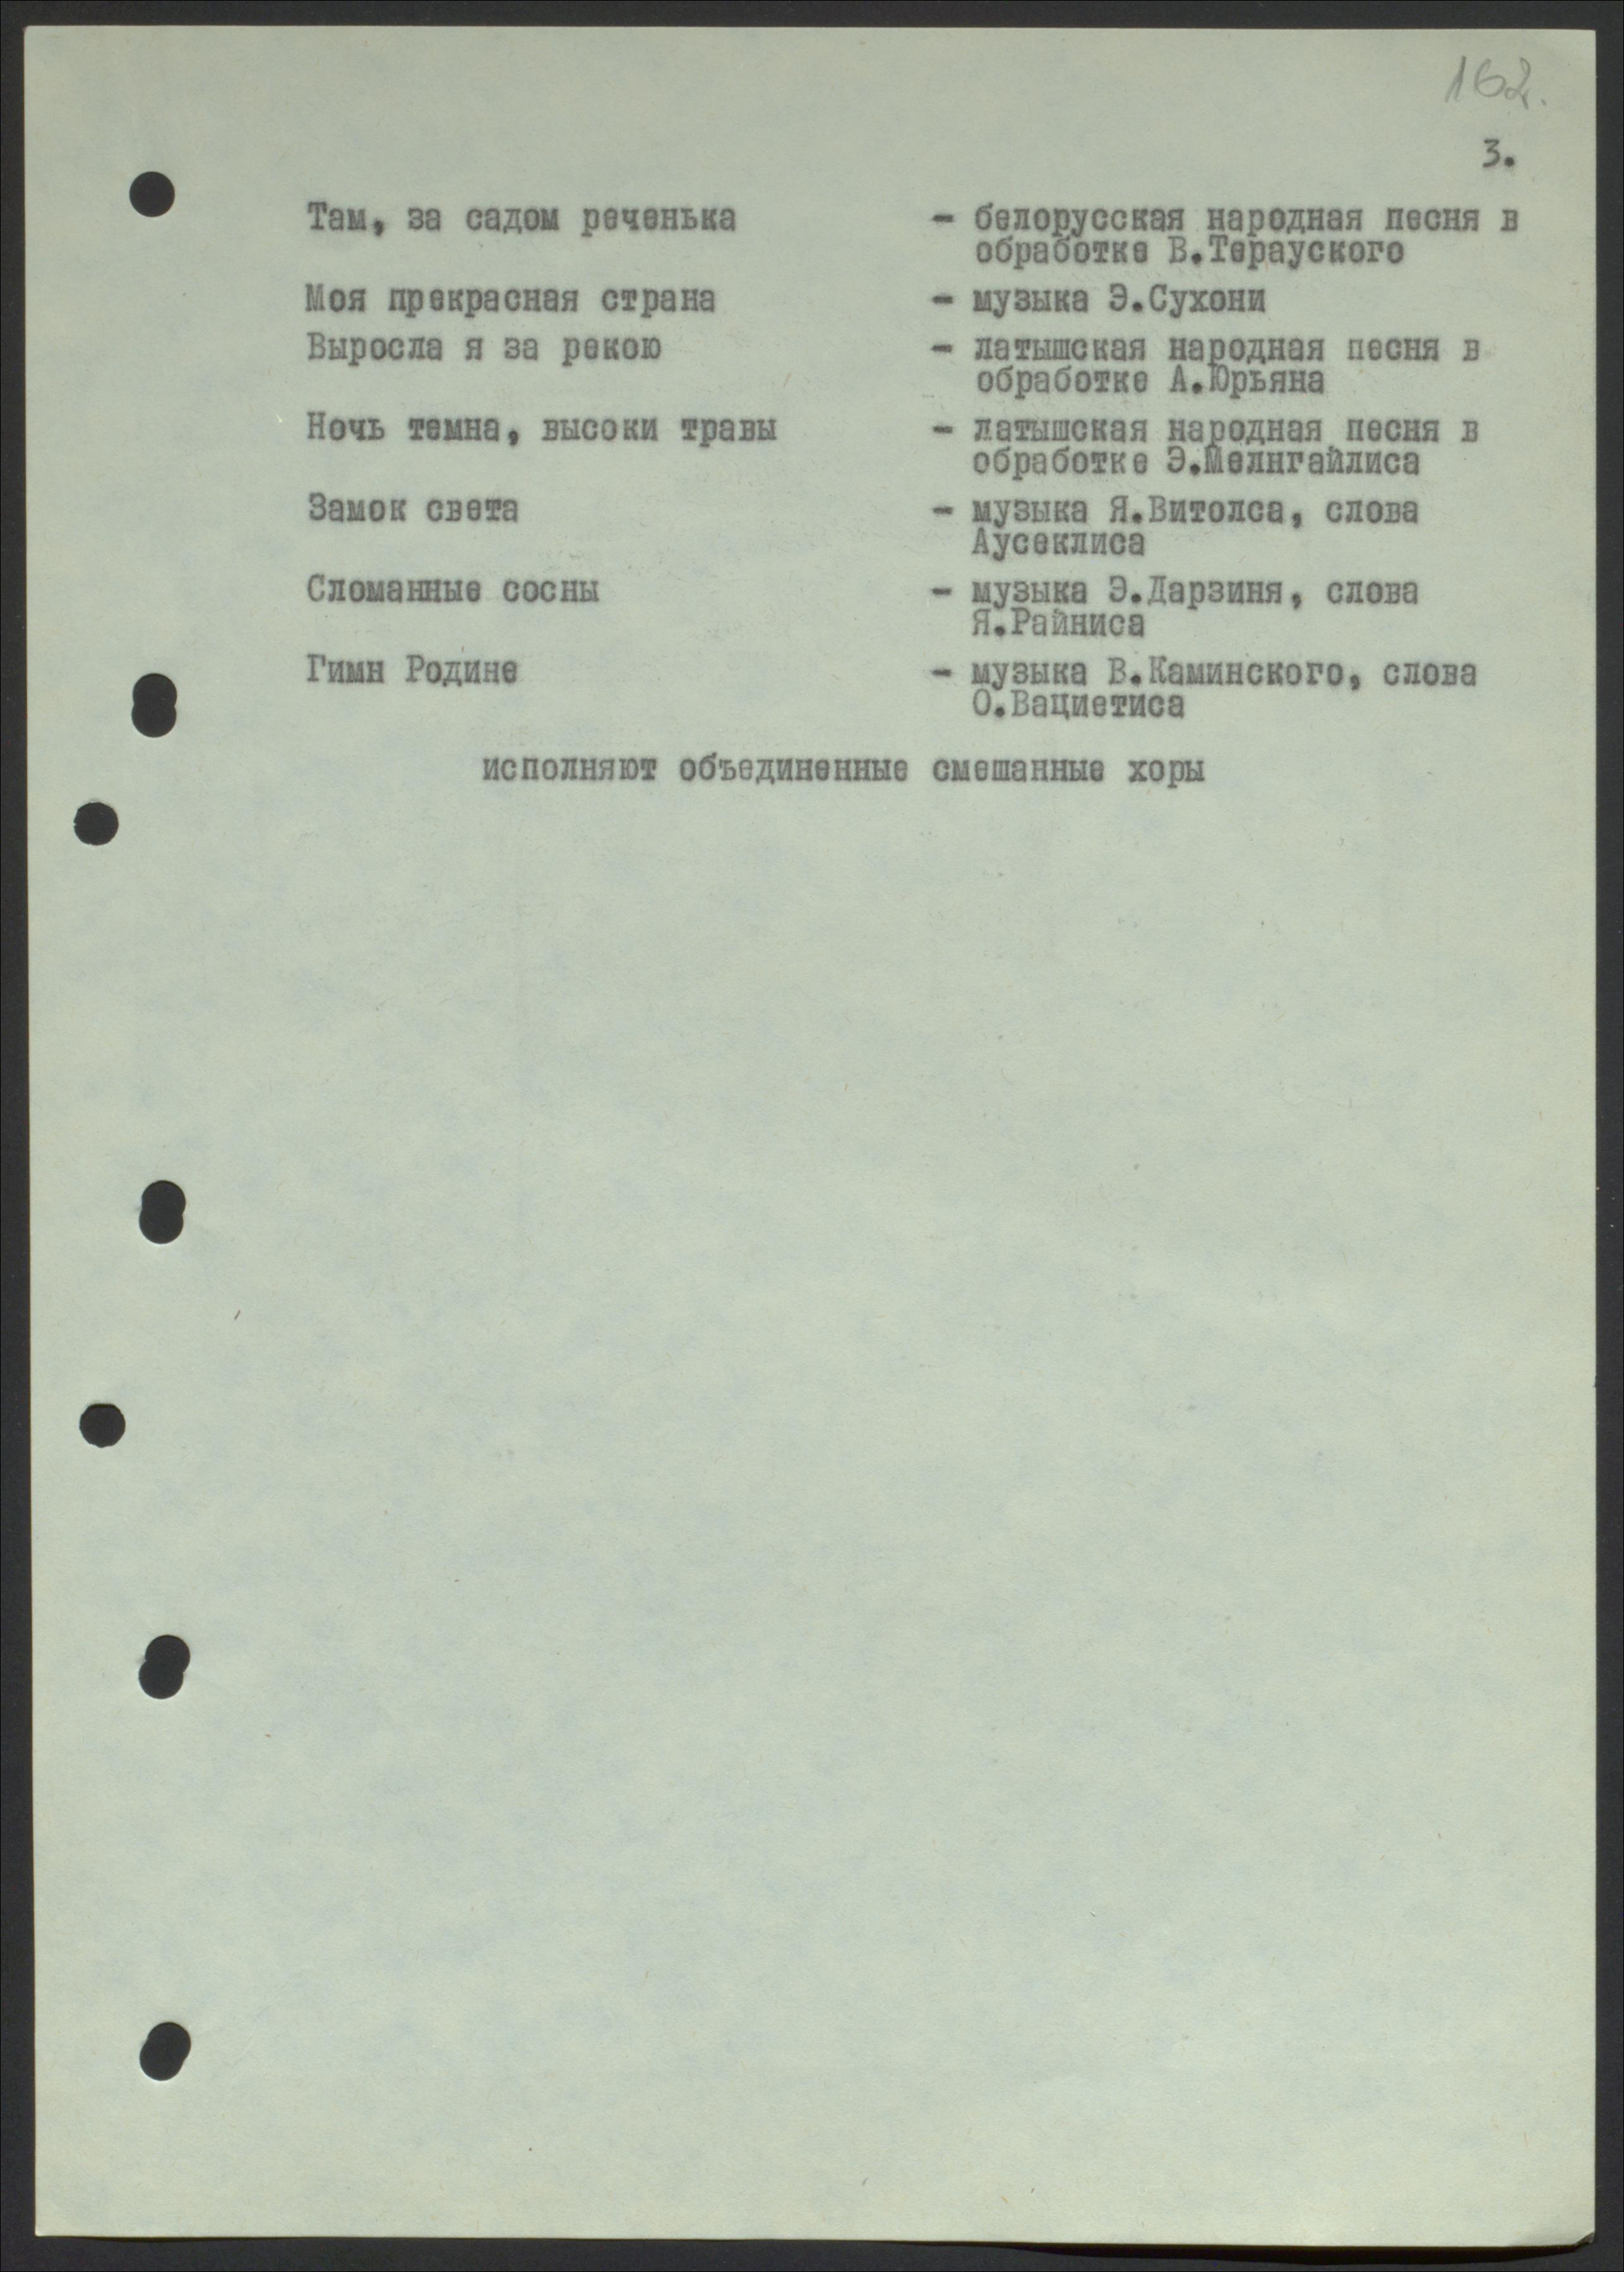 162.
3.
Там, за садом реченька - белорусская народная песня в
обработке В.Терауского
Моя прекрасная страна - музыка Э.Сухони
Выросла я за рекою - латышская народная песня в
обработке А.Юрьяна
Ночь темна, высоки травы - латышская народная песня в
обработке Э.Мелнгайлиса
Замок света - музыка Я.Витолса, слова
Аусеклиса
Сломанные сосны - музыка Э.Дарзиня, слова
Я.Райниса
Гимн Родине - музыка В.Каминского, слова
О.Вациетиса
исполняют объединенные смешанные хоры